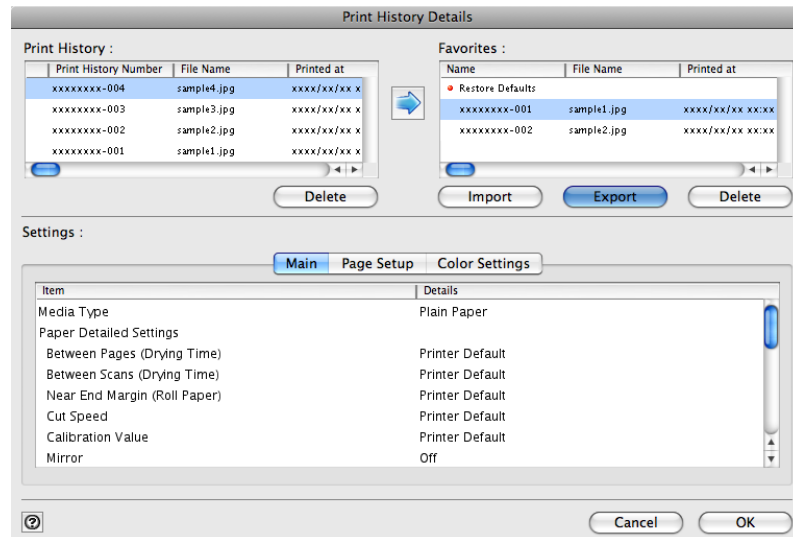 Print History Details
Print History : Favorites :
Print History Number File Name Printed at Name File Name Printed at
xxxxxxxx-004 sample4.jpg xxxx/xx/xx x Restore Defaults
xxxxxxxx-003 sample3.jpg xxxx/xx/xx x xxxxxxxx-001 sample1.jpg xxxx/xx/xx xx:xx
xxxxxxxx-002 sample2.jpg xxxx/xx/xx x xxxxxxxx-002 sample2.jpg xxxx/xx/xx xx:xx
xxxxxxxx-001 sample1.jpg xxxx/xx/xx x
Delete Import Export Delete
Settings :
Main Page Setup Color Settings
Item Details
Media Type Plain Paper
Paper Detailed Settings
Between Pages (Drying Time) Printer Default
Between Scans (Drying Time) Printer Default
Near End Margin (Roll Paper) Printer Default
Cut Speed Printer Default
Calibration Value Printer Default
Mirror Off
? Cancel OK